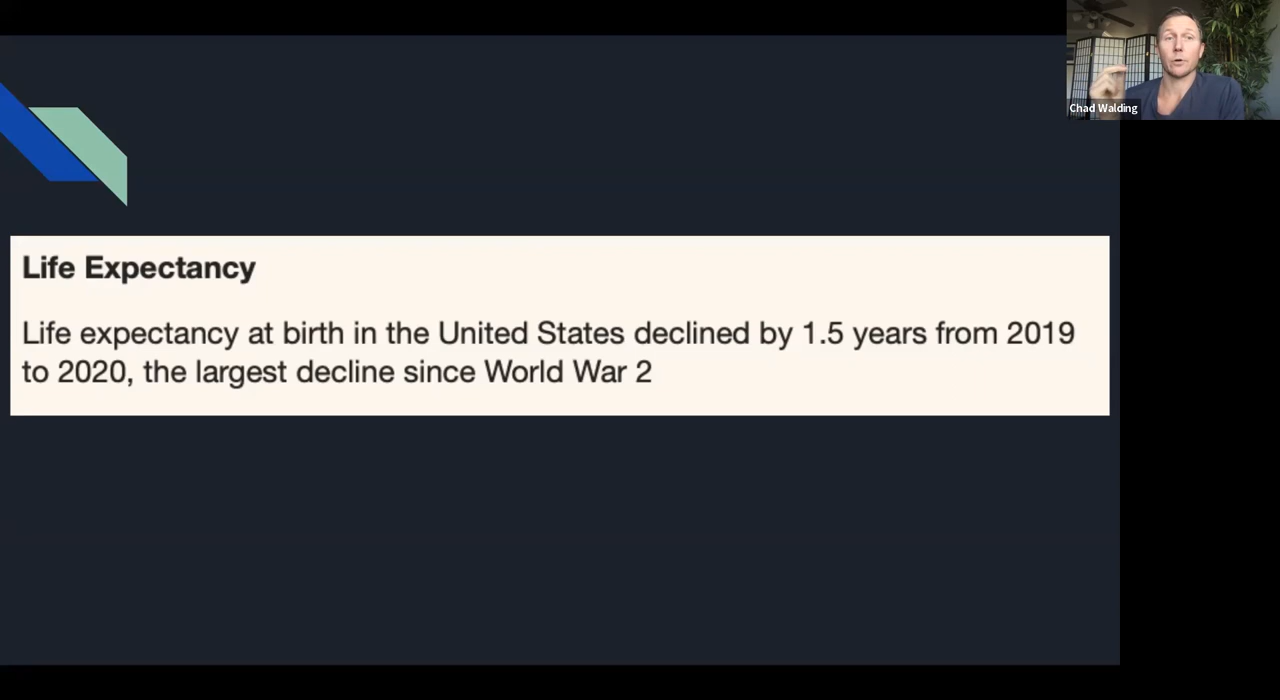 Chad Walding
Life Expectancy
Life expectancy at birth in the United States declined by 1.5 years from 2019
to 2020, the largest decline since World War 2